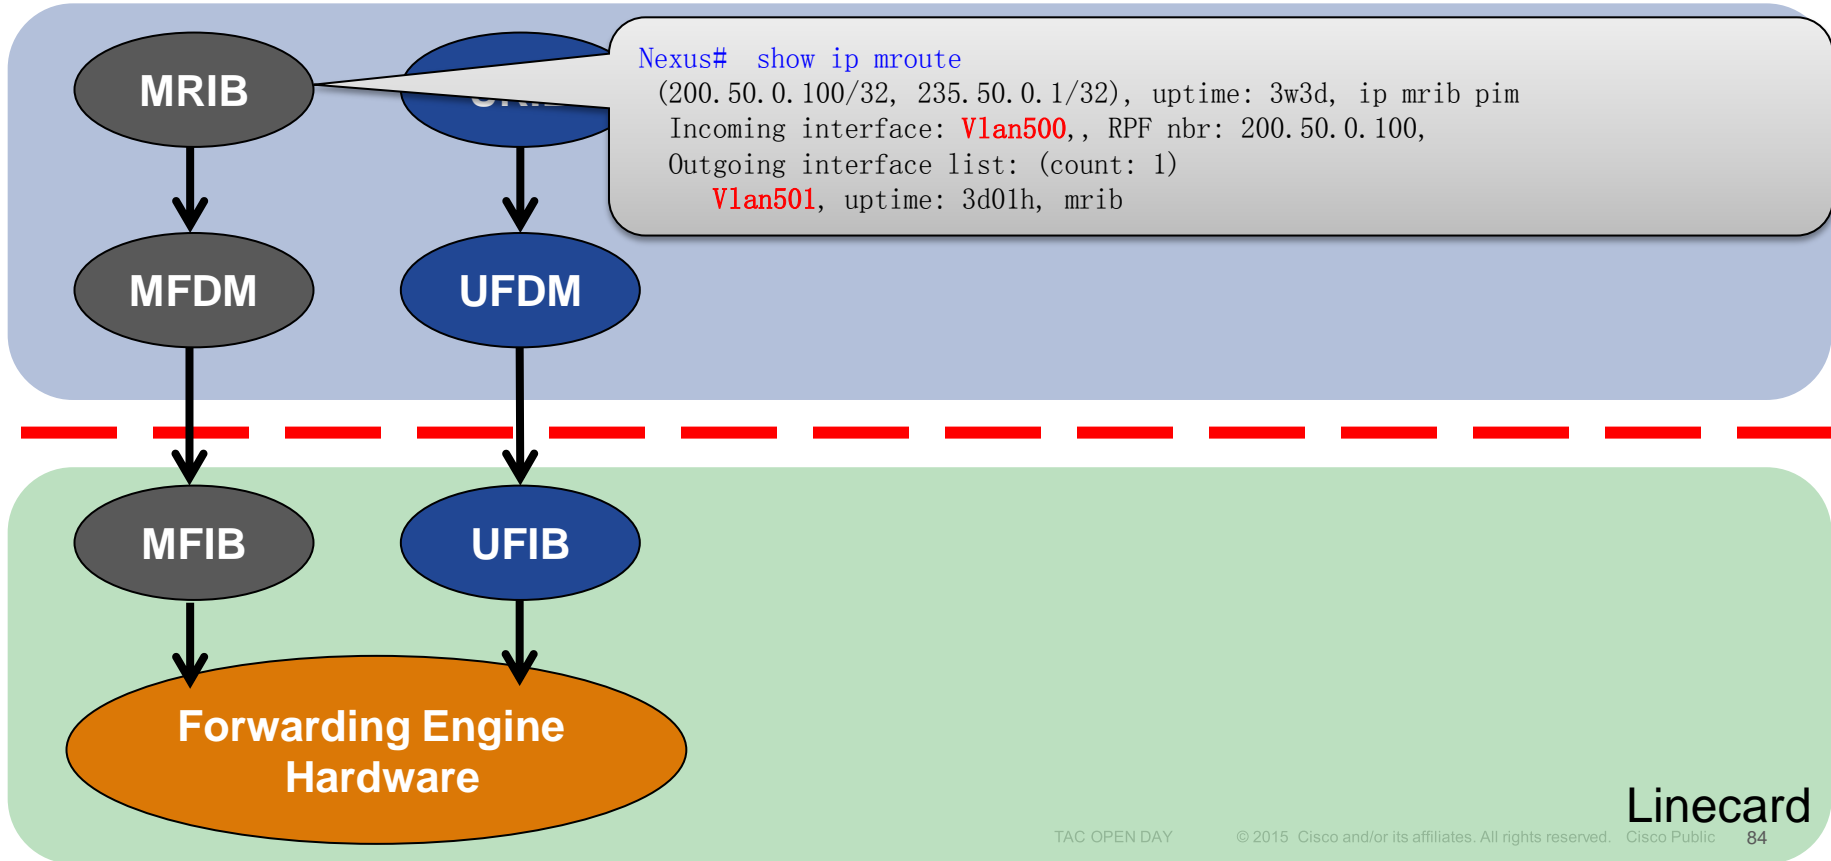 MRIB
Nexus#  show ip mroute
(200.50.0.100/32, 235.50.0.1/32), uptime: 3w3d, ip mrib pim
Incoming interface: Vlan500,, RPF nbr: 200.50.0.100,
Outgoing interface list: (count: 1)
Vlan501, uptime: 3d01h, mrib
MFDM
UFDM
MFIB
UFIB
Forwarding Engine
Hardware
Linecard
TAC OPEN DAY
© 2015 Cisco and/or its affiliates. All rights reserved. Cisco Public 84